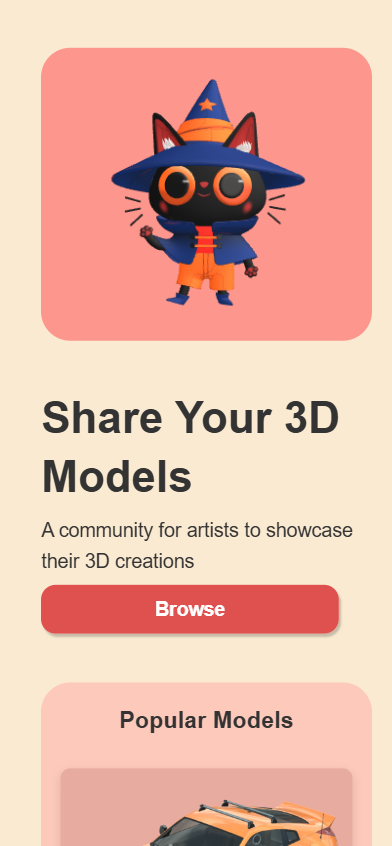 Share Your 3D
Models
A community for artists to showcase
their 3D creations
Browse
Popular Models